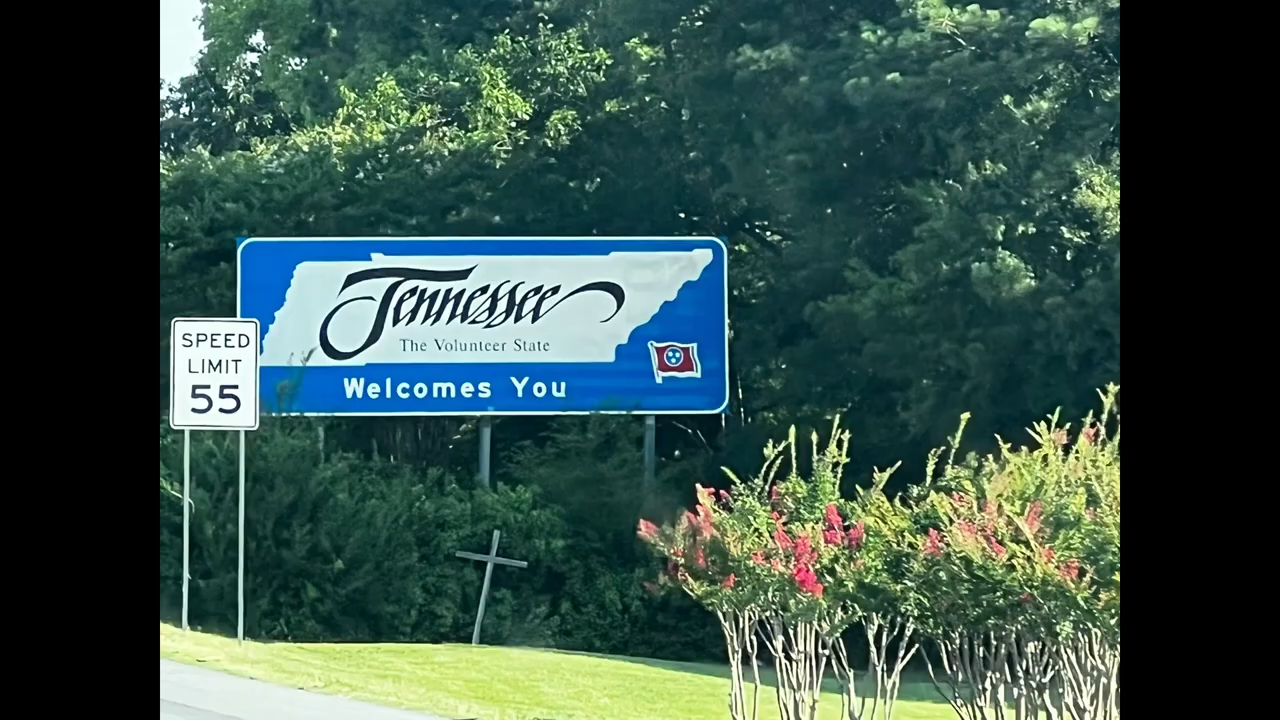 Tennessee
The Volunteer State
Welcomes You
SPEED
LIMIT
55